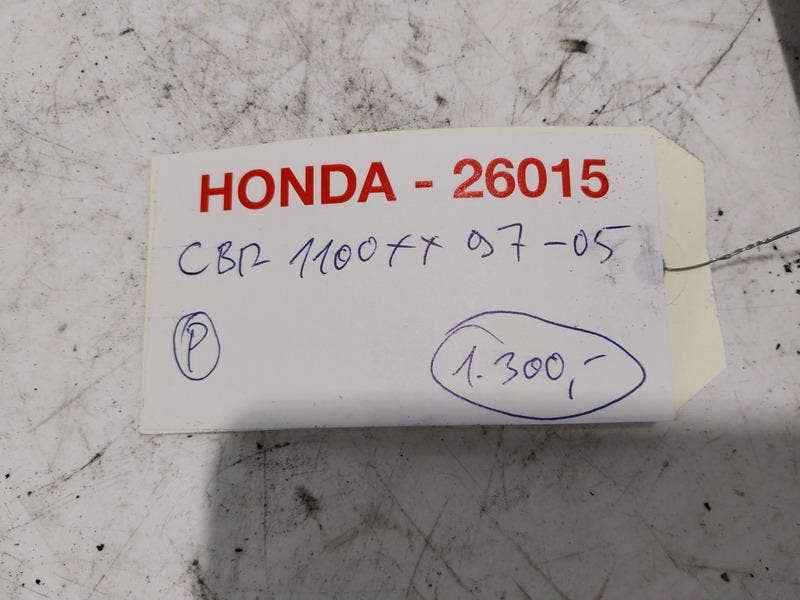 HONDA - 26015
CBR 1100XX 97-05
P
1.300,-